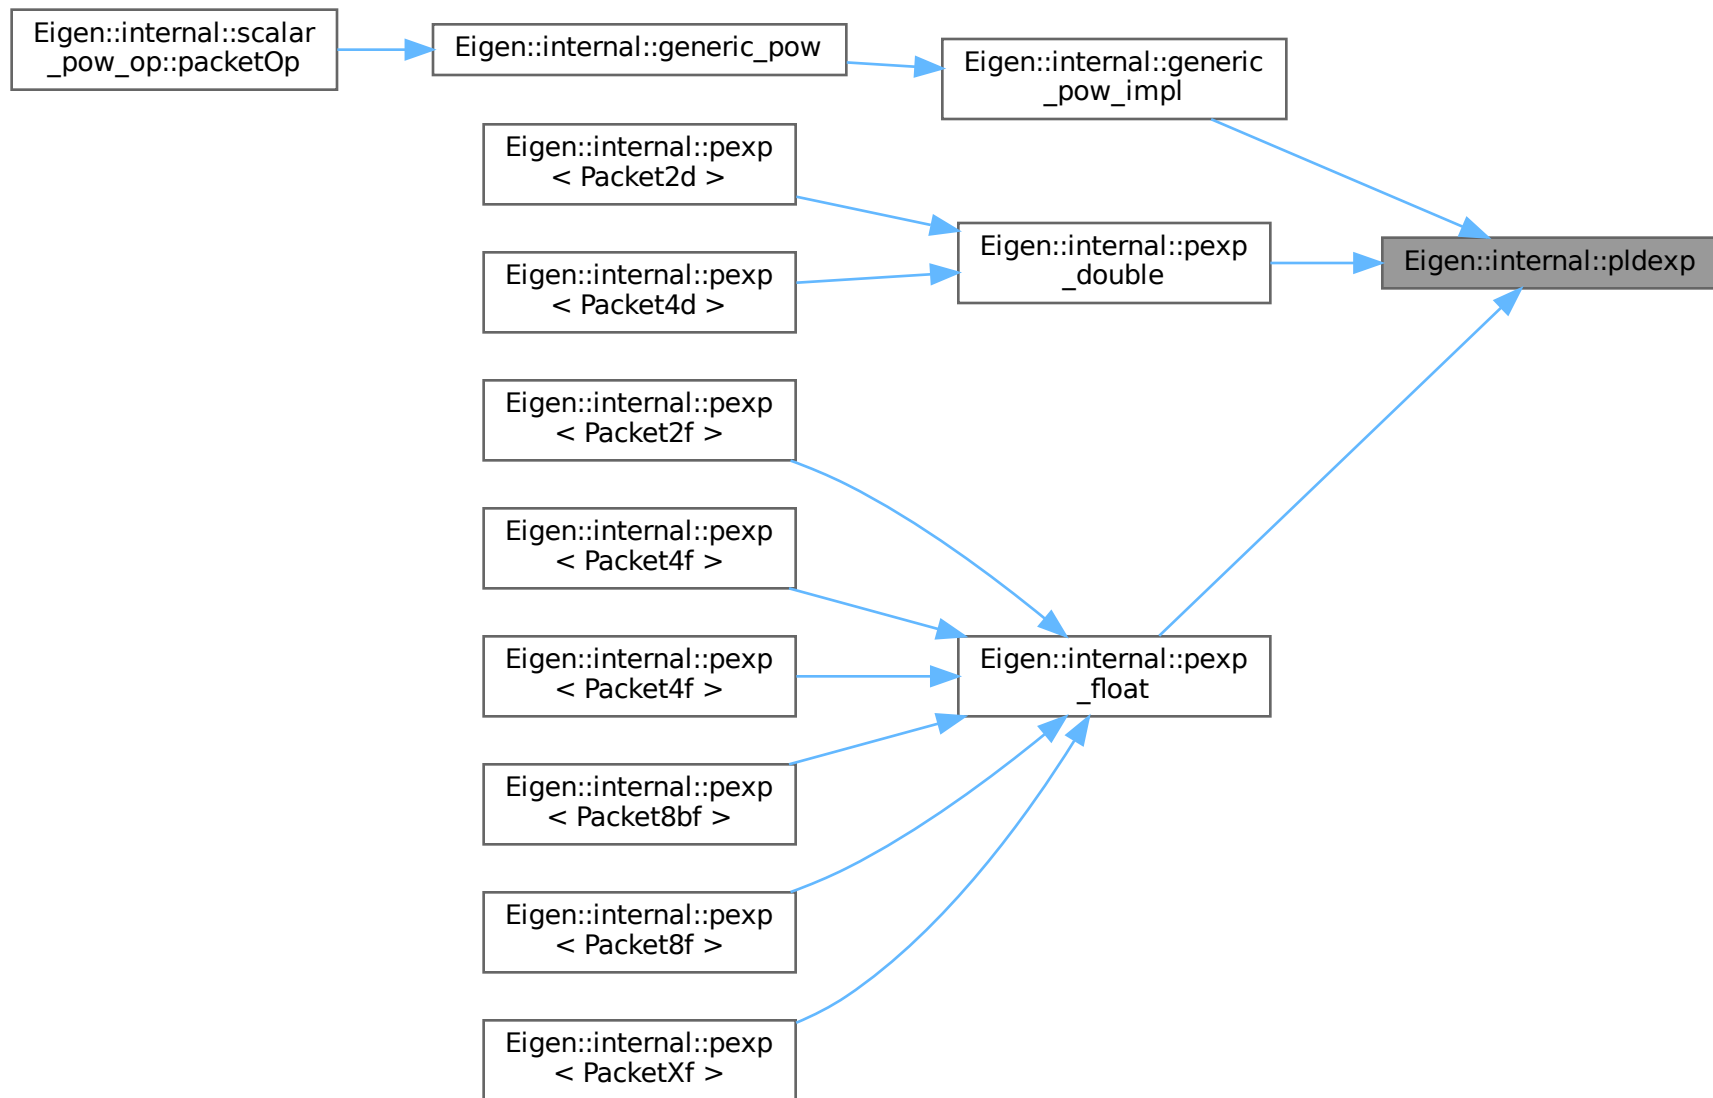 Eigen::internal::scalar
_pow_op::packetOp
Eigen::internal::generic_pow
Eigen::internal::generic
_pow_impl
Eigen::internal::pexp
< Packet2d >
Eigen::internal::pexp
_double
Eigen::internal::pldexp
Eigen::internal::pexp
< Packet4d >
Eigen::internal::pexp
< Packet2f >
Eigen::internal::pexp
< Packet4f >
Eigen::internal::pexp
< Packet4f >
Eigen::internal::pexp
_float
Eigen::internal::pexp
< Packet8bf >
Eigen::internal::pexp
< Packet8f >
Eigen::internal::pexp
< PacketXf >